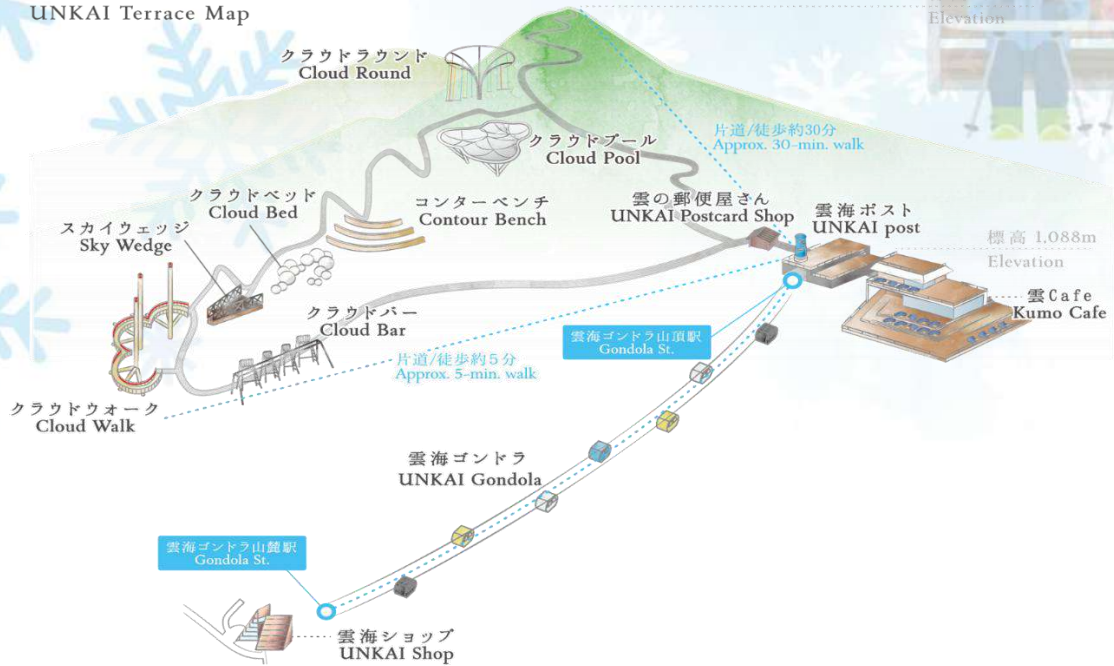 UNKAI Terrace Map
Elevation
クラウドラウンド
Cloud Round
片道/徒歩約30分
Approx. 30-min. walk
クラウドプール
Cloud Pool
クラウドベッド
Cloud Bed
コンターベンチ
Contour Bench
雲の郵便屋さん
UNKAI Postcard Shop
雲海ポスト
UNKAI post
スカイウェッジ
Sky Wedge
標高 1,088m
Elevation
雲Cafe
Kumo Cafe
クラウドバー
Cloud Bar
雲海ゴンドラ山頂駅
Gondola St.
片道/徒歩約5分
Approx. 5-min. walk
クラウドウォーク
Cloud Walk
雲海ゴンドラ
UNKAI Gondola
雲海ゴンドラ山麓駅
Gondola St.
雲海ショップ
UNKAI Shop